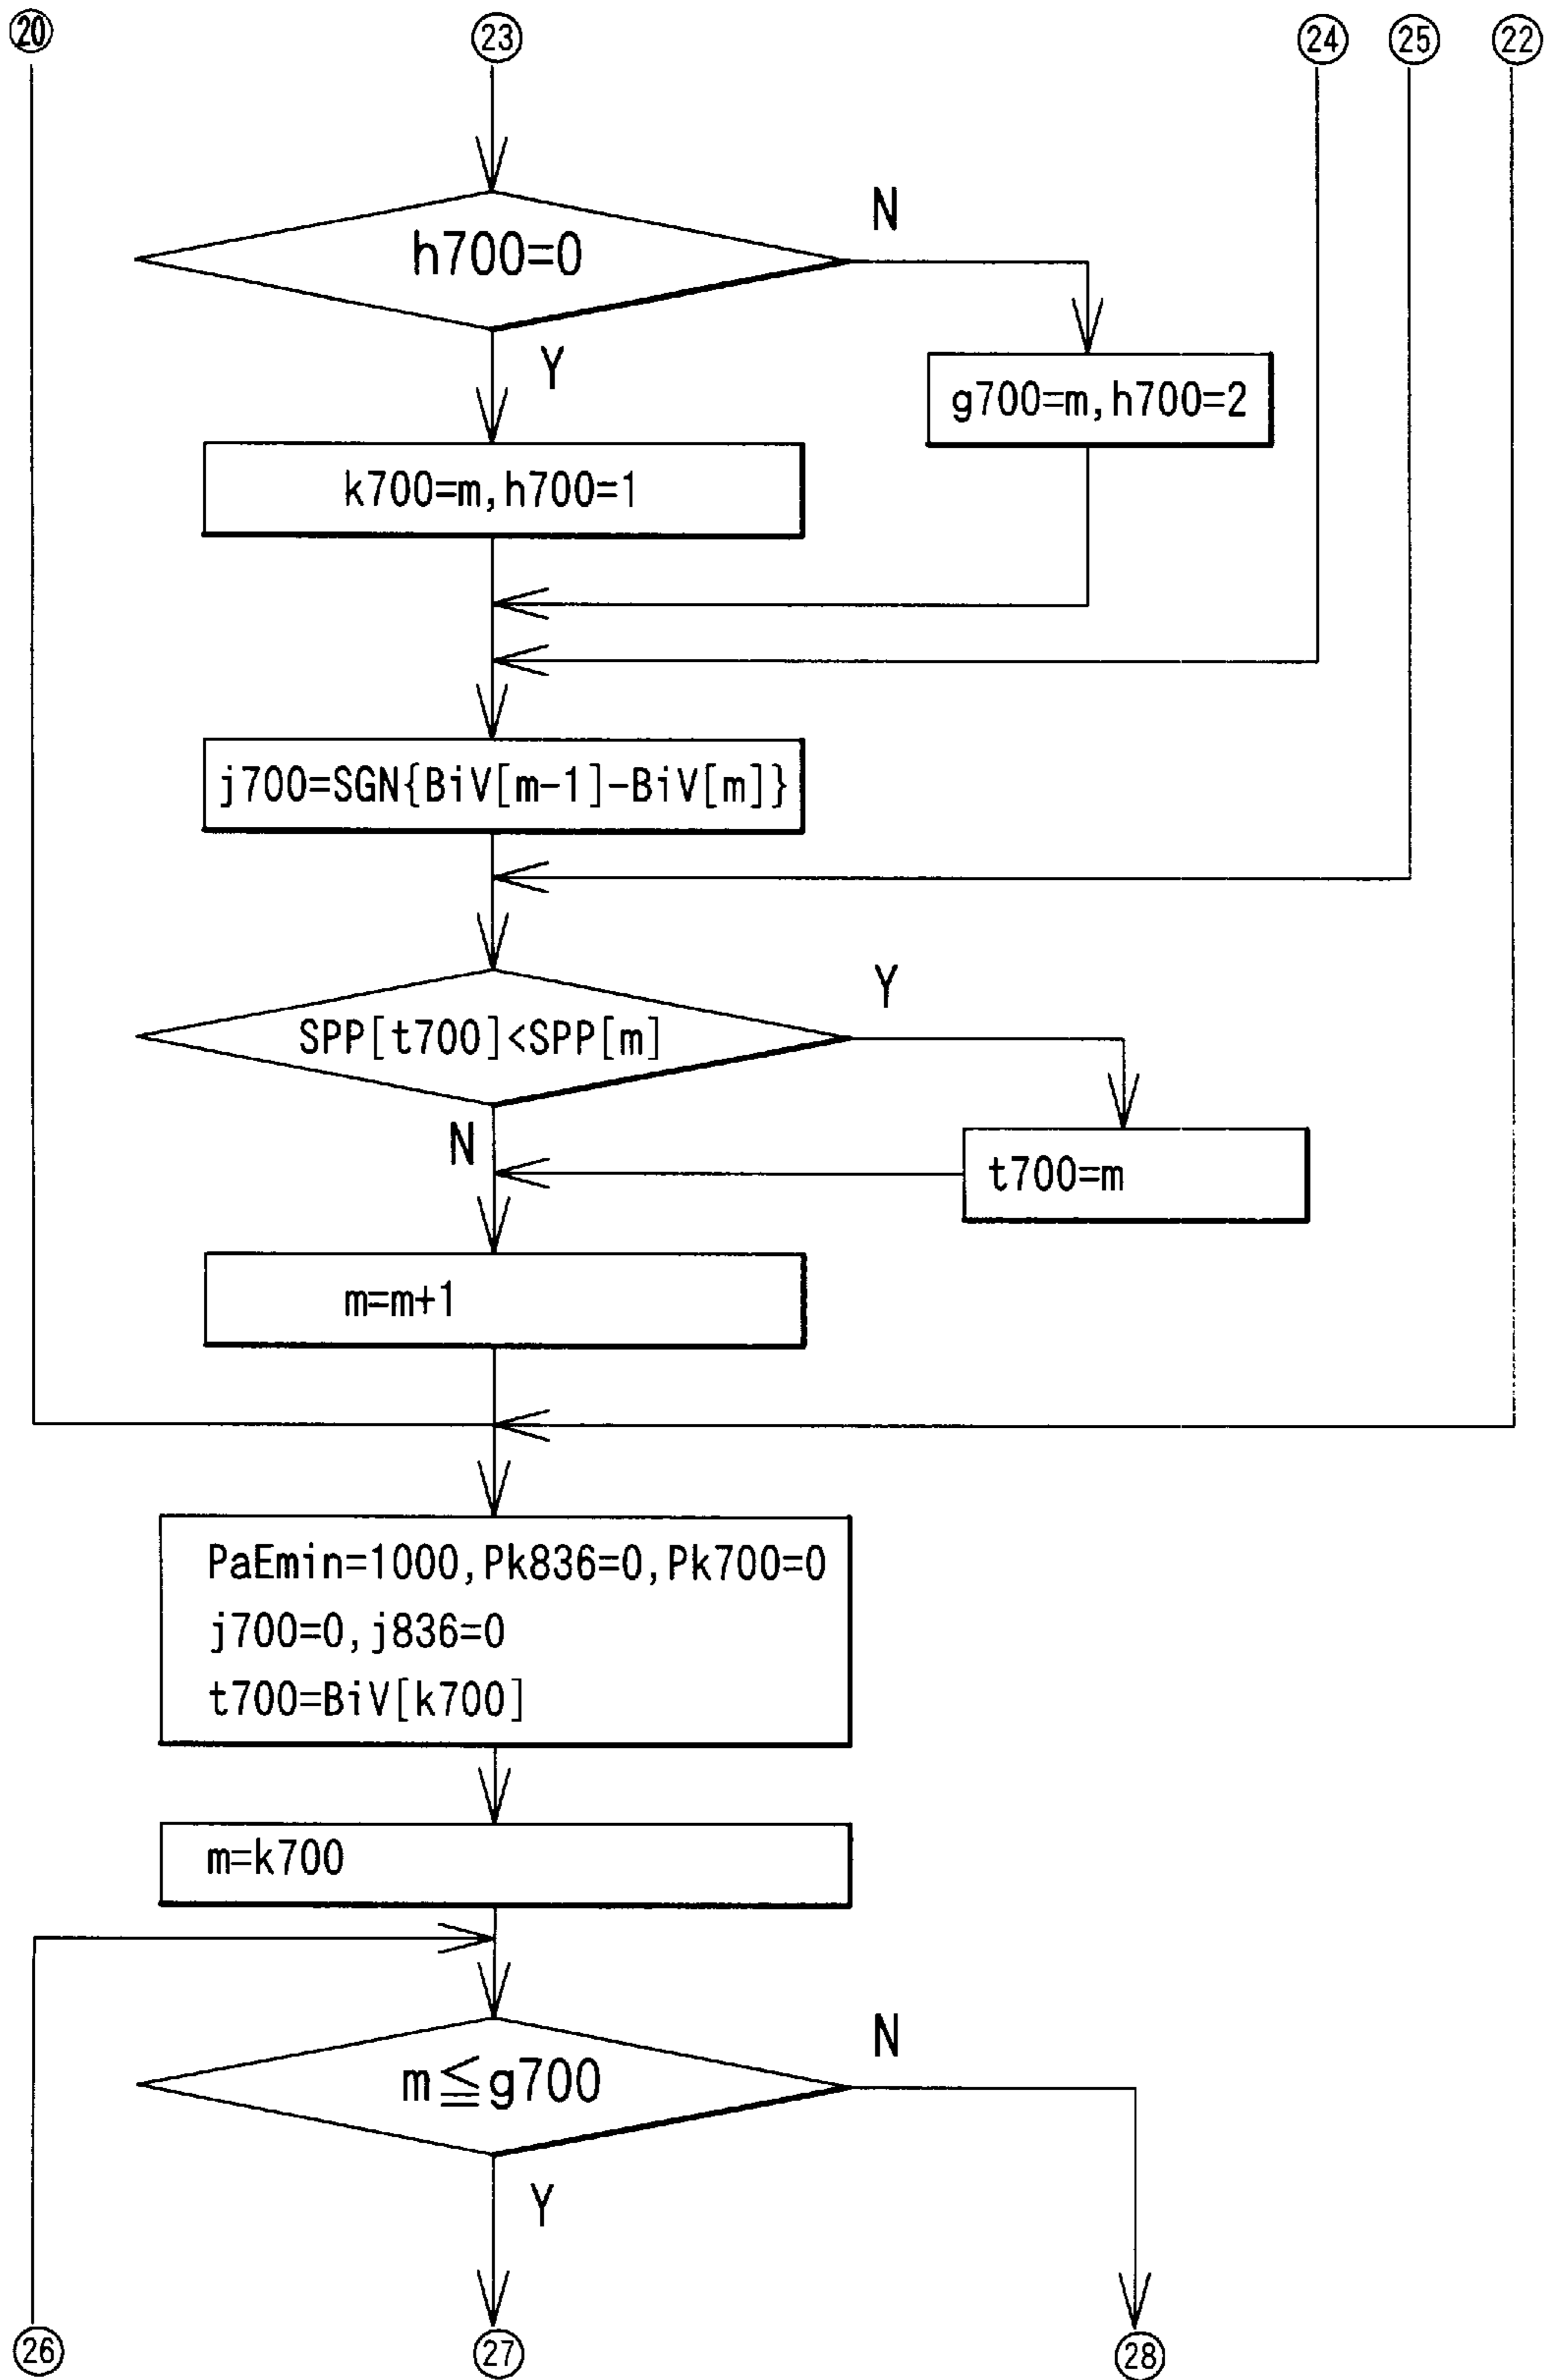 20 23 24 25 22
N
h700=0
Y
g700=m,h700=2
k700=m,h700=1
j700=SGN{BiV[m-1]-BiV[m]}
Y
SPP[t700]<SPP[m]
N
t700=m
m=m+1
PaEmin=1000,Pk836=0,Pk700=0
j700=0,j836=0
t700=BiV[k700]
m=k700
N
m≦g700
Y
26 27 28